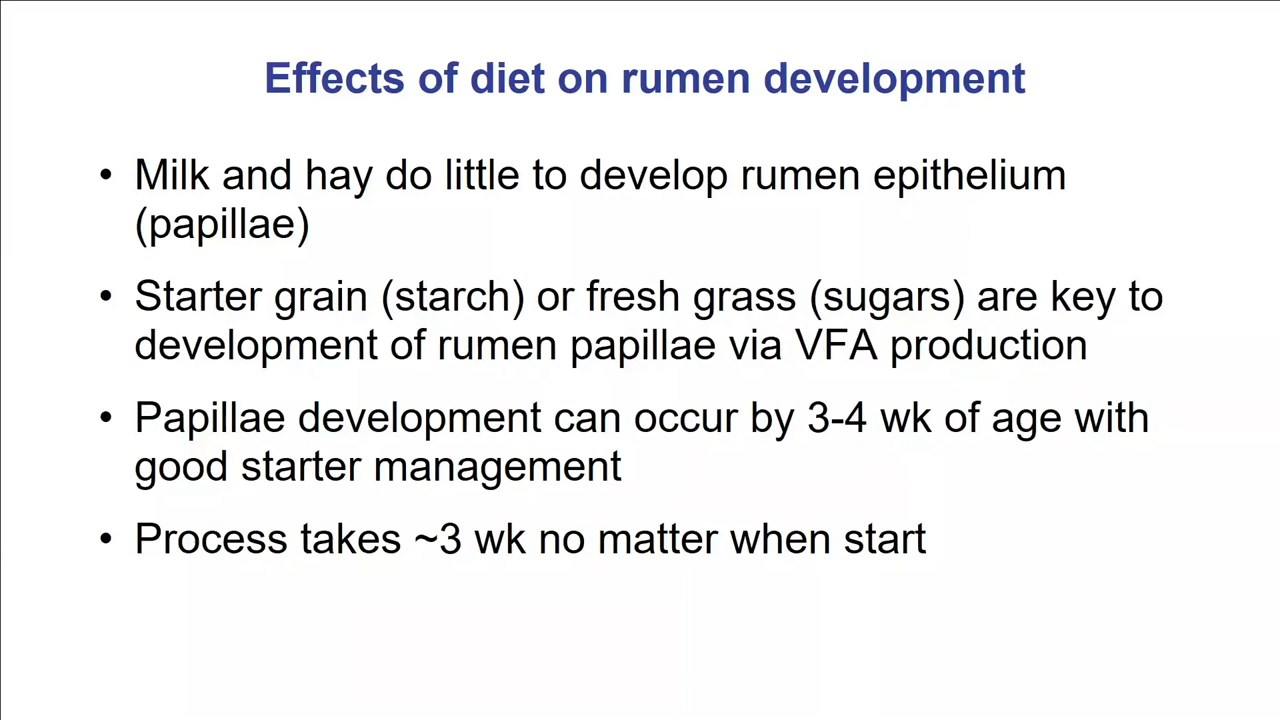 Effects of diet on rumen development
• Milk and hay do little to develop rumen epithelium
(papillae)
• Starter grain (starch) or fresh grass (sugars) are key to
development of rumen papillae via VFA production
• Papillae development can occur by 3-4 wk of age with
good starter management
• Process takes ~3 wk no matter when start